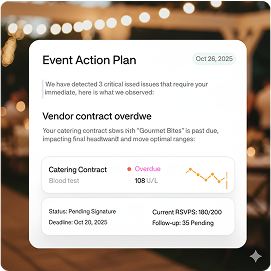 Event Action Plan
Oct 26, 2025
We have detected 3 critical issed issues that require your
immediate, here is what we observed:
Vendor contract overdwe
Your catering contract sbws with "Gourmet Bites" is past due,
impacting final and move optimal ranges:
Catering Contract
Overdue
Blood test
108 U/L
Status: Pending Signature
Current RSVPS: 180/200
Deadline: Oct 20, 2025
Follow-up: 35 Pending